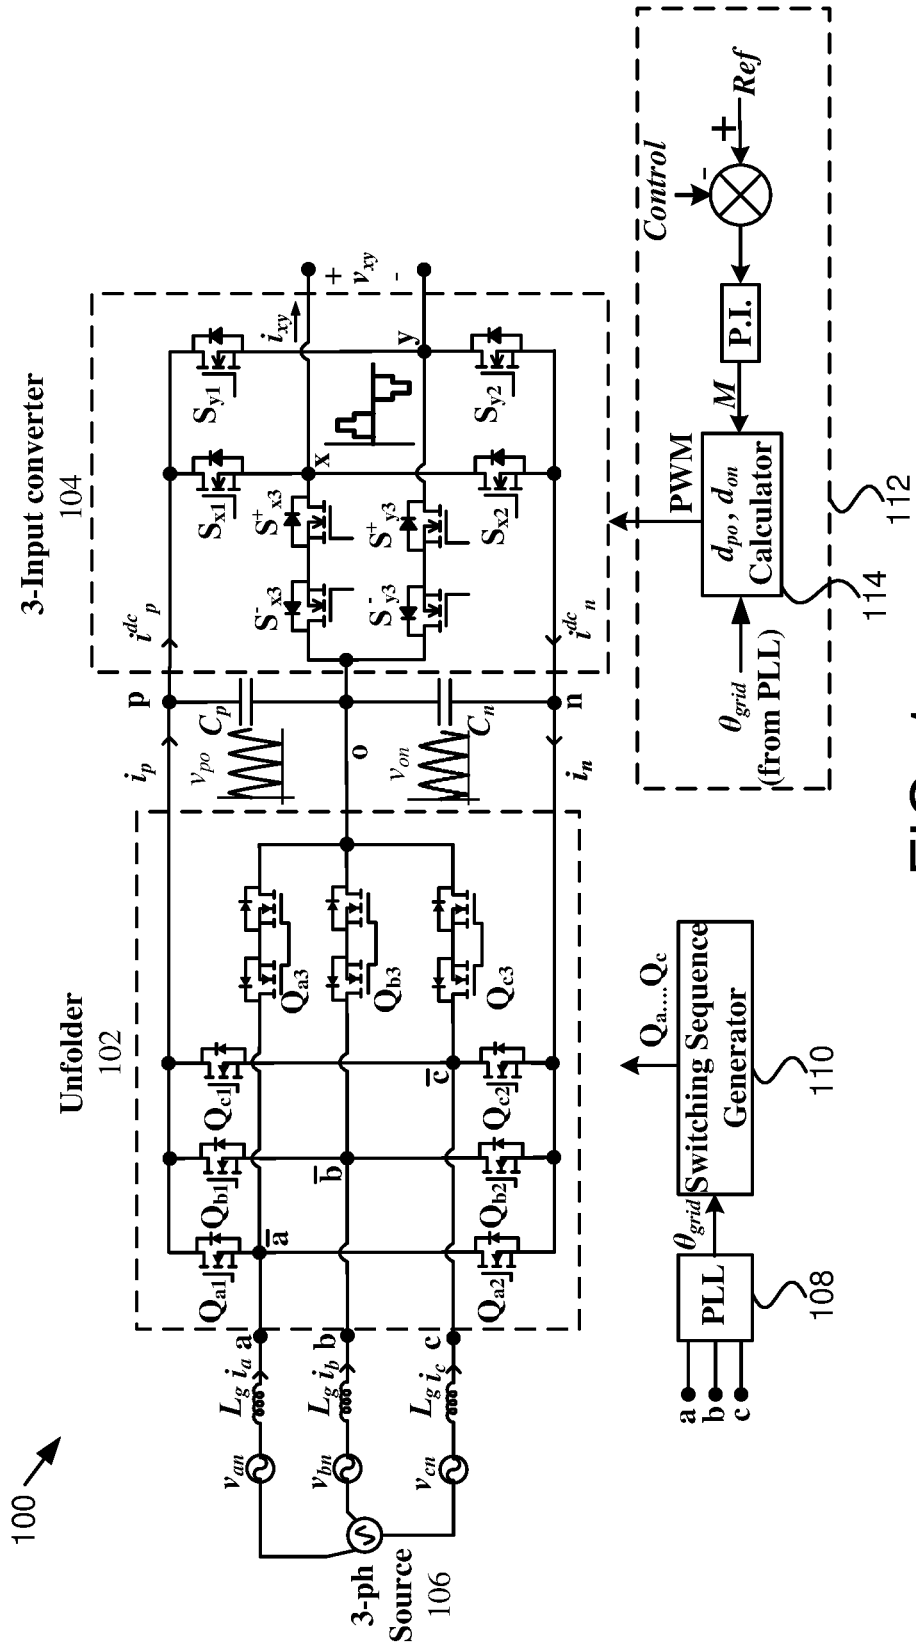 100
3-ph
Source
106
v_an
v_bn
v_cn
L_g i_a
L_g i_b
L_g i_c
a
b
c
Unfolder
102
Q_a1
Q_b1
Q_c1
a̅
b̅
c̅
Q_a2
Q_b2
Q_c2
Q_a3
Q_b3
Q_c3
i_p
p
v_po
C_p
o
v_on
C_n
i_n
n
3-Input converter
104
i^dc_p
i^dc_n
S^-_x3
S^+_x3
S^-_y3
S^+_y3
S_x1
S_y1
x
y
S_x2
S_y2
i_xy
+
v_xy
-
a
b
c
PLL
108
θ_grid
Switching Sequence
Generator
110
Q_a.... Q_c
θ_grid
(from PLL)
d_po, d_on
Calculator
114
PWM
M
P.I.
Control
-
+
Ref
112